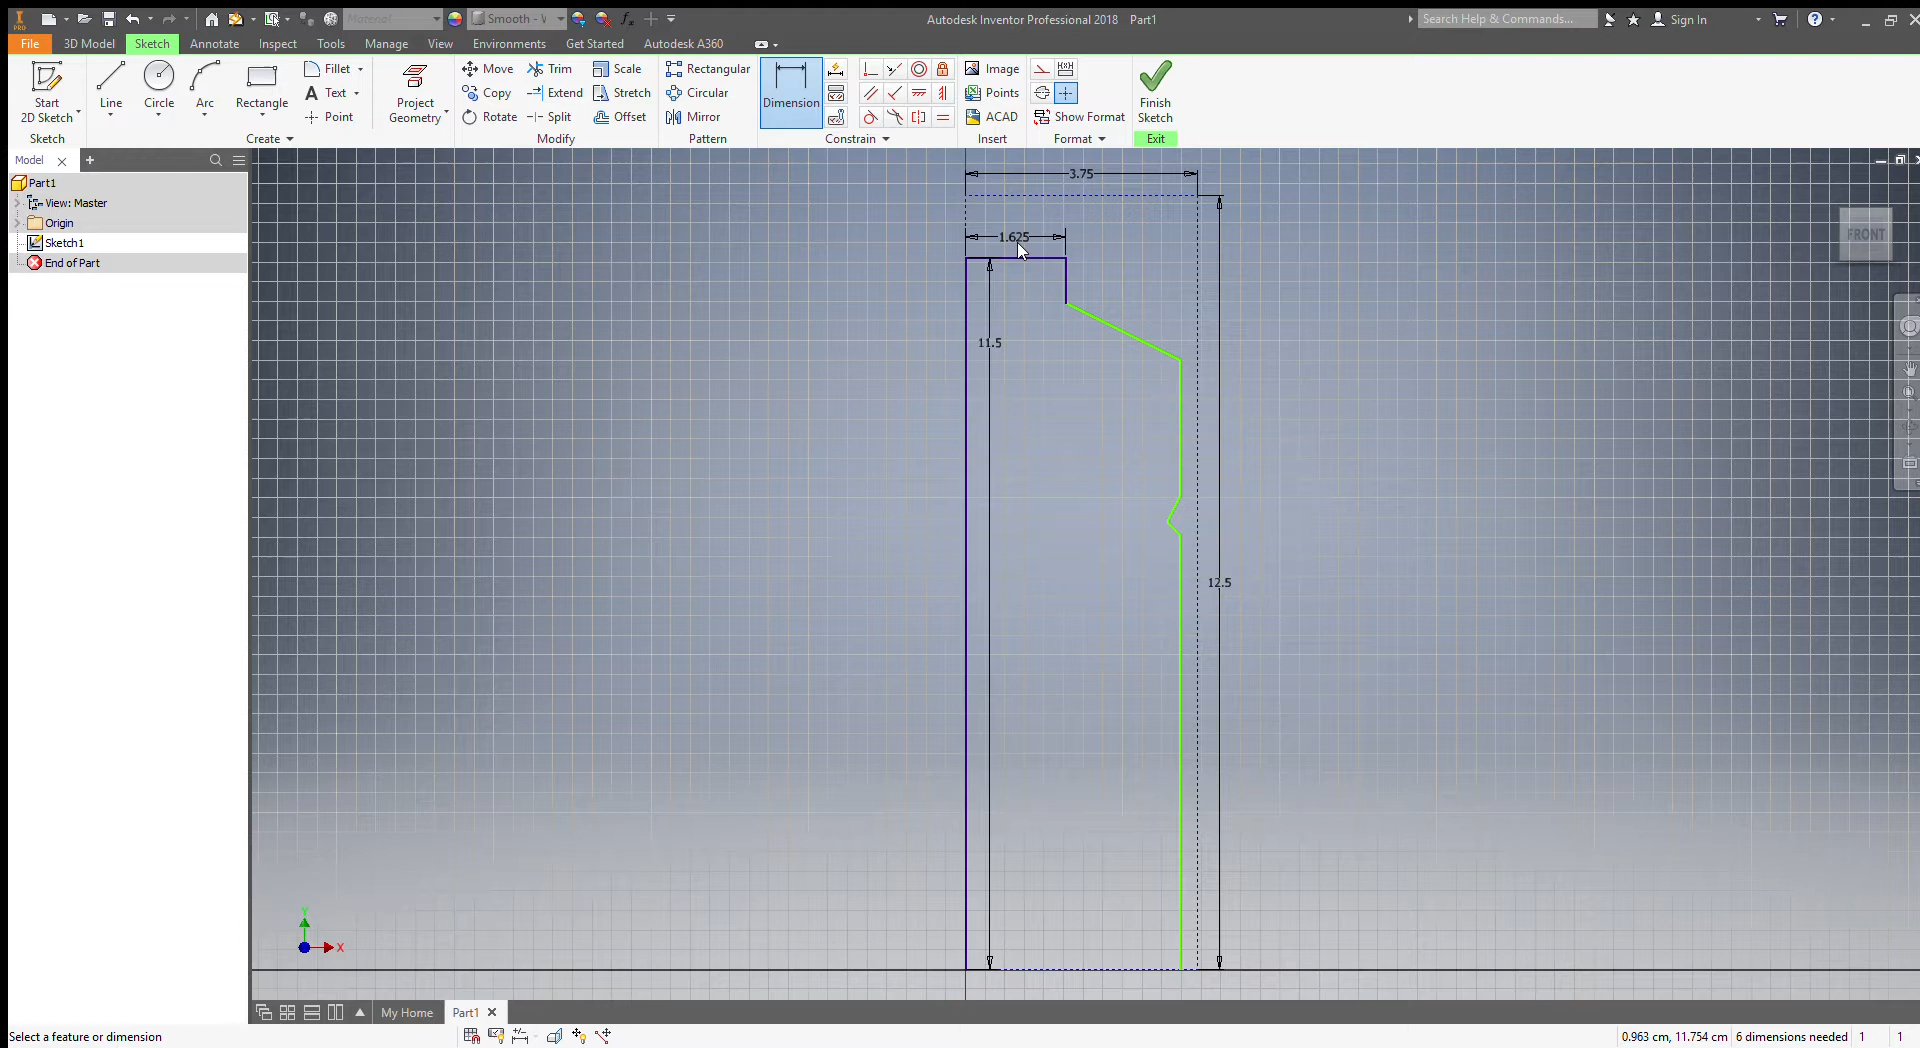 Material Smooth - V Autodesk Inventor Professional 2018 Part1 Search Help & Commands... Sign In
PRO
File 3D Model Sketch Annotate Inspect Tools Manage View Environments Get Started Autodesk A360
Start 2D Sketch Line Circle Arc Rectangle Fillet Text Point Project Geometry
Move Trim Scale
Copy Extend Stretch
Rotate Split Offset
Rectangular
Circular
Mirror
Dimension
Image
Points
ACAD
Show Format
Finish Sketch
Sketch Create Modify Pattern Constrain Insert Format Exit
Model
Part1
View: Master
Origin
Sketch1
End of Part
3.75
1.625
11.5
12.5
FRONT
Y
X
My Home Part1
Select a feature or dimension 0.963 cm, 11.754 cm 6 dimensions needed 1 1